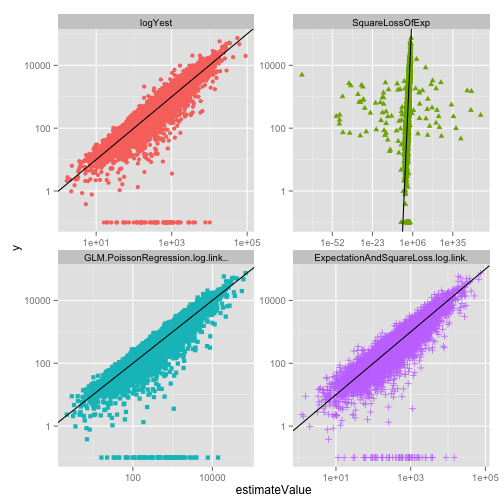 logYest
SquareLossOfExp
10000
100
1
10000
100
1
1e+01
1e+03
1e+05
1e-52
1e-23
1e+06
1e+35
y
GLM.PoissonRegression.log.link..
ExpectationAndSquareLoss.log.link.
10000
100
1
10000
100
1
100
10000
1e+01
1e+03
1e+05
estimateValue